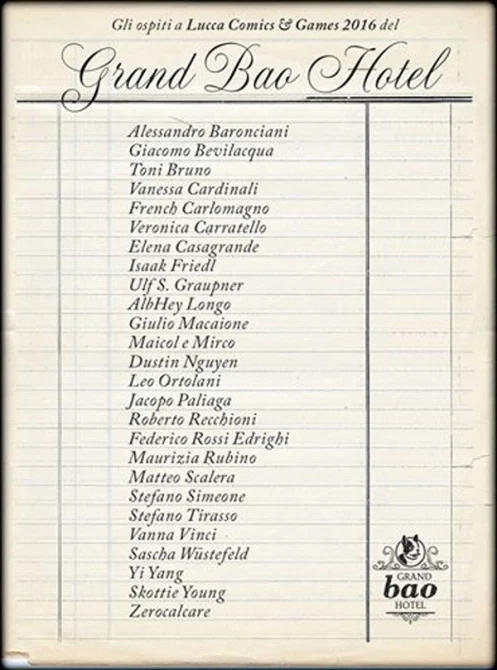 Gli ospiti a Lucca Comics & Games 2016 del
Grand Bao Hotel
Alessandro Baronciani
Giacomo Bevilacqua
Toni Bruno
Vanessa Cardinali
French Carlomagno
Veronica Carratello
Elena Casagrande
Isaak Friedl
Ulf S. Graupner
AlbHey Longo
Giulio Macaione
Maicol e Mirco
Dustin Nguyen
Leo Ortolani
Jacopo Paliaga
Roberto Recchioni
Federico Rossi Edrighi
Maurizia Rubino
Matteo Scalera
Stefano Simeone
Stefano Tirasso
Vanna Vinci
Sascha Wüstefeld
Yi Yang
Skottie Young
Zerocalcare
GRAND
bao
HOTEL